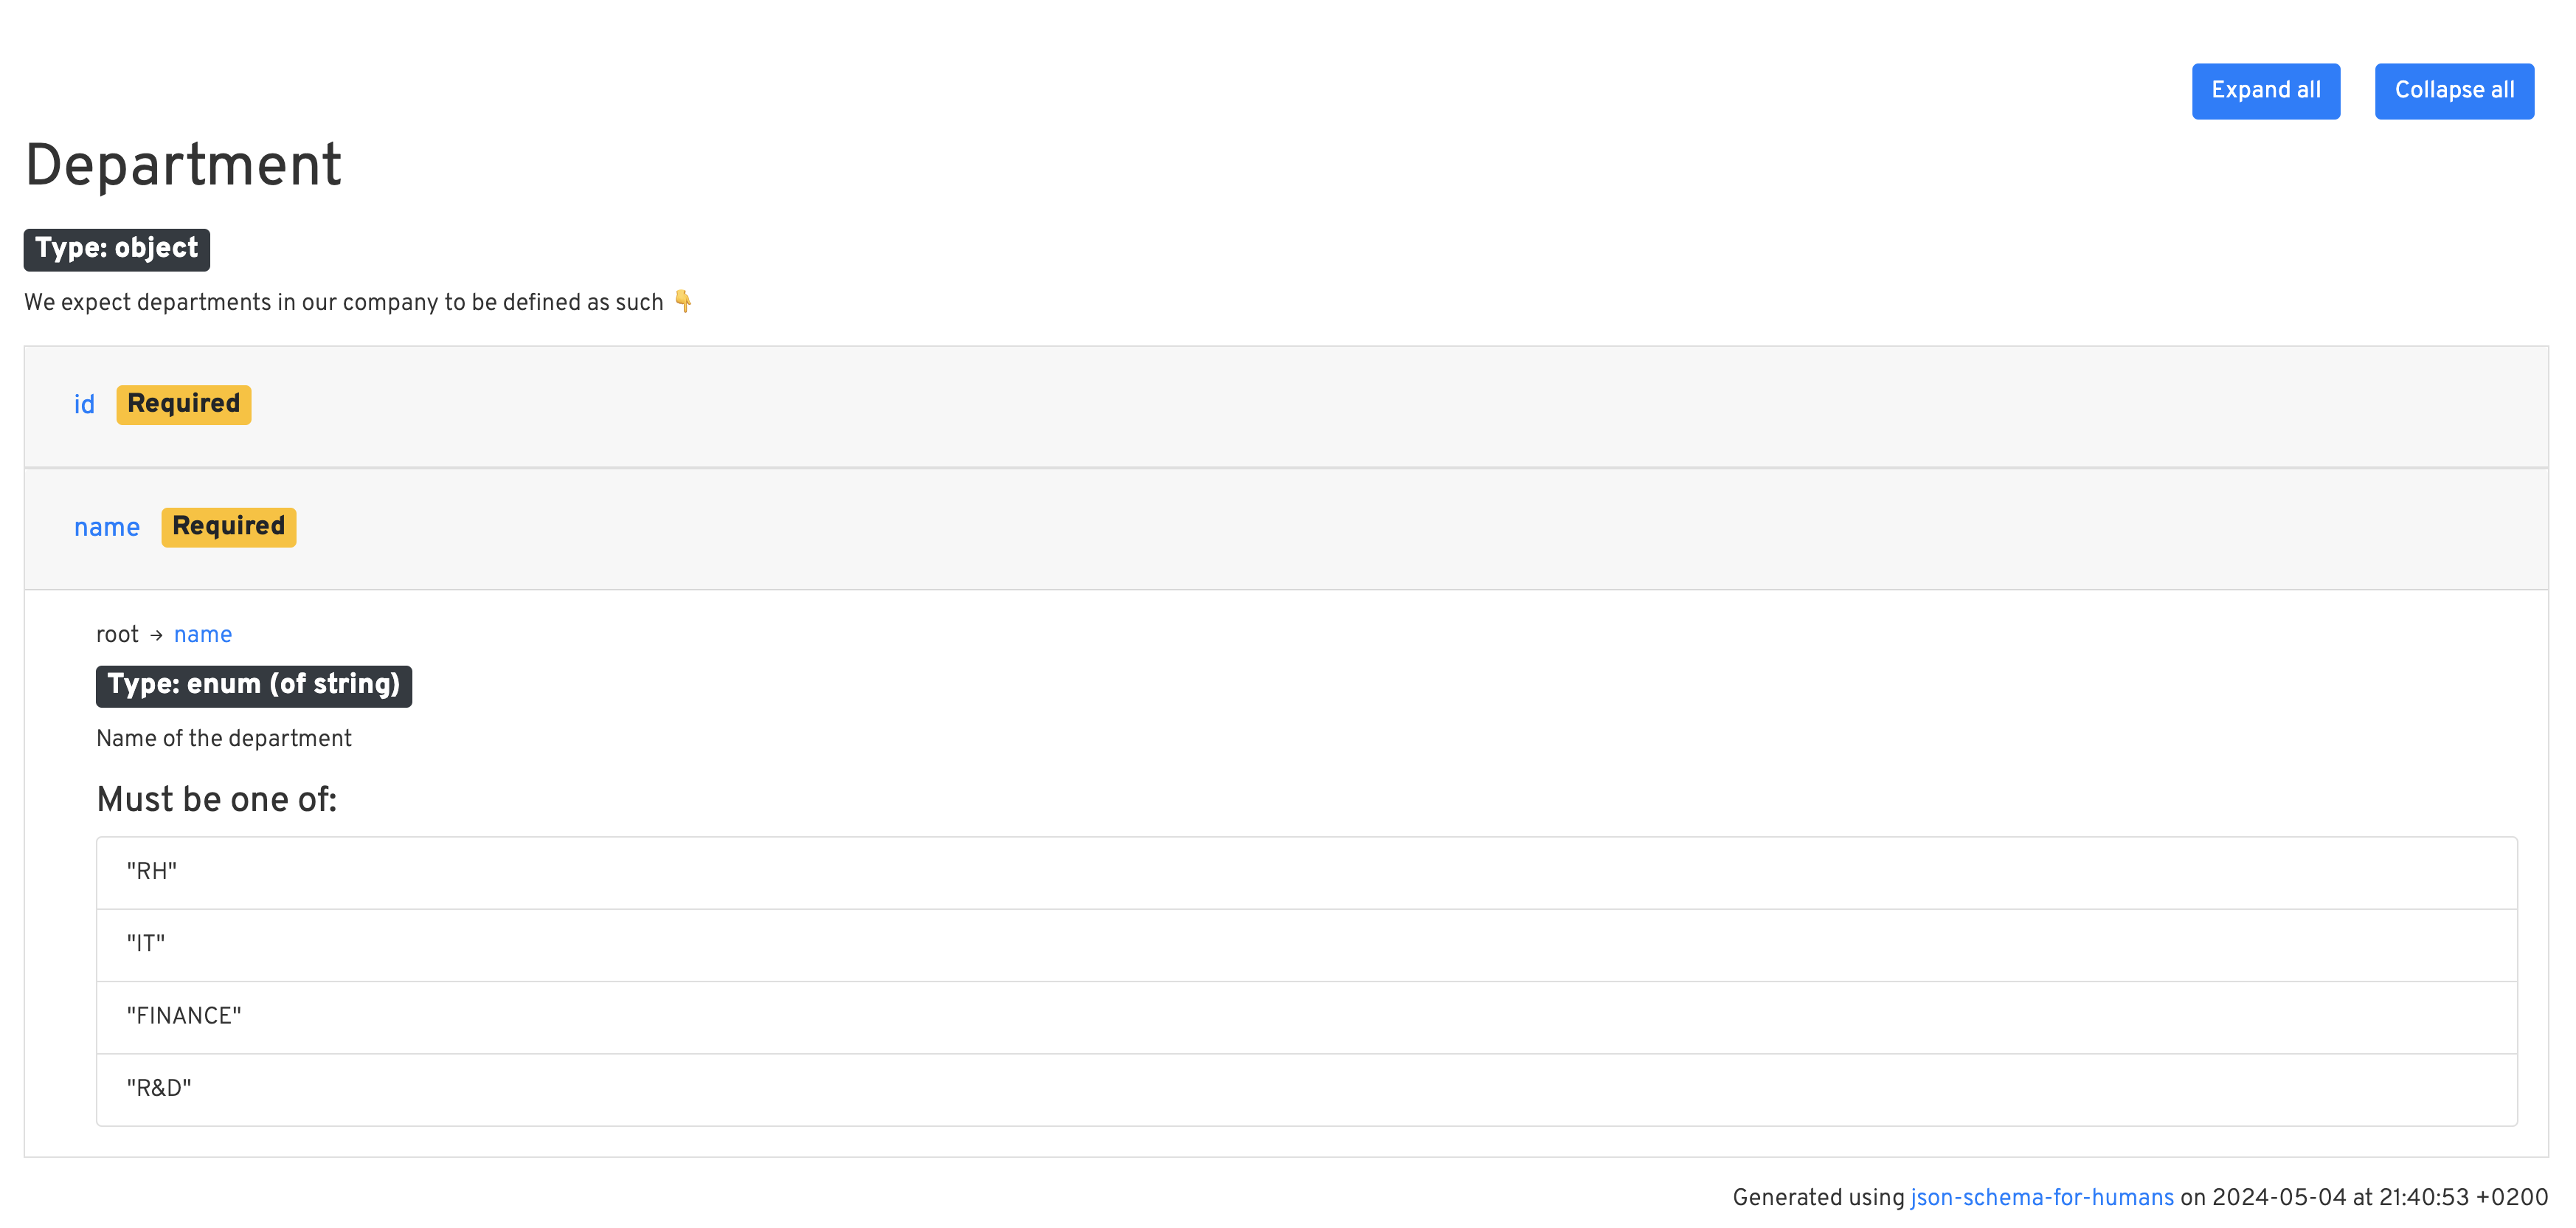 Expand all Collapse all
Department
Type: object
We expect departments in our company to be defined as such 👇
id Required
name Required
root → name
Type: enum (of string)
Name of the department
Must be one of:
"RH"
"IT"
"FINANCE"
"R&D"
Generated using json-schema-for-humans on 2024-05-04 at 21:40:53 +0200